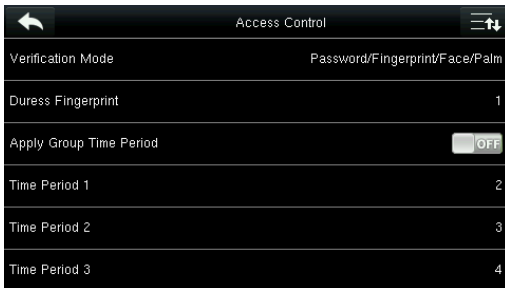 Access Control
Verification Mode Password/Fingerprint/Face/Palm
Duress Fingerprint 1
Apply Group Time Period OFF
Time Period 1 2
Time Period 2 3
Time Period 3 4